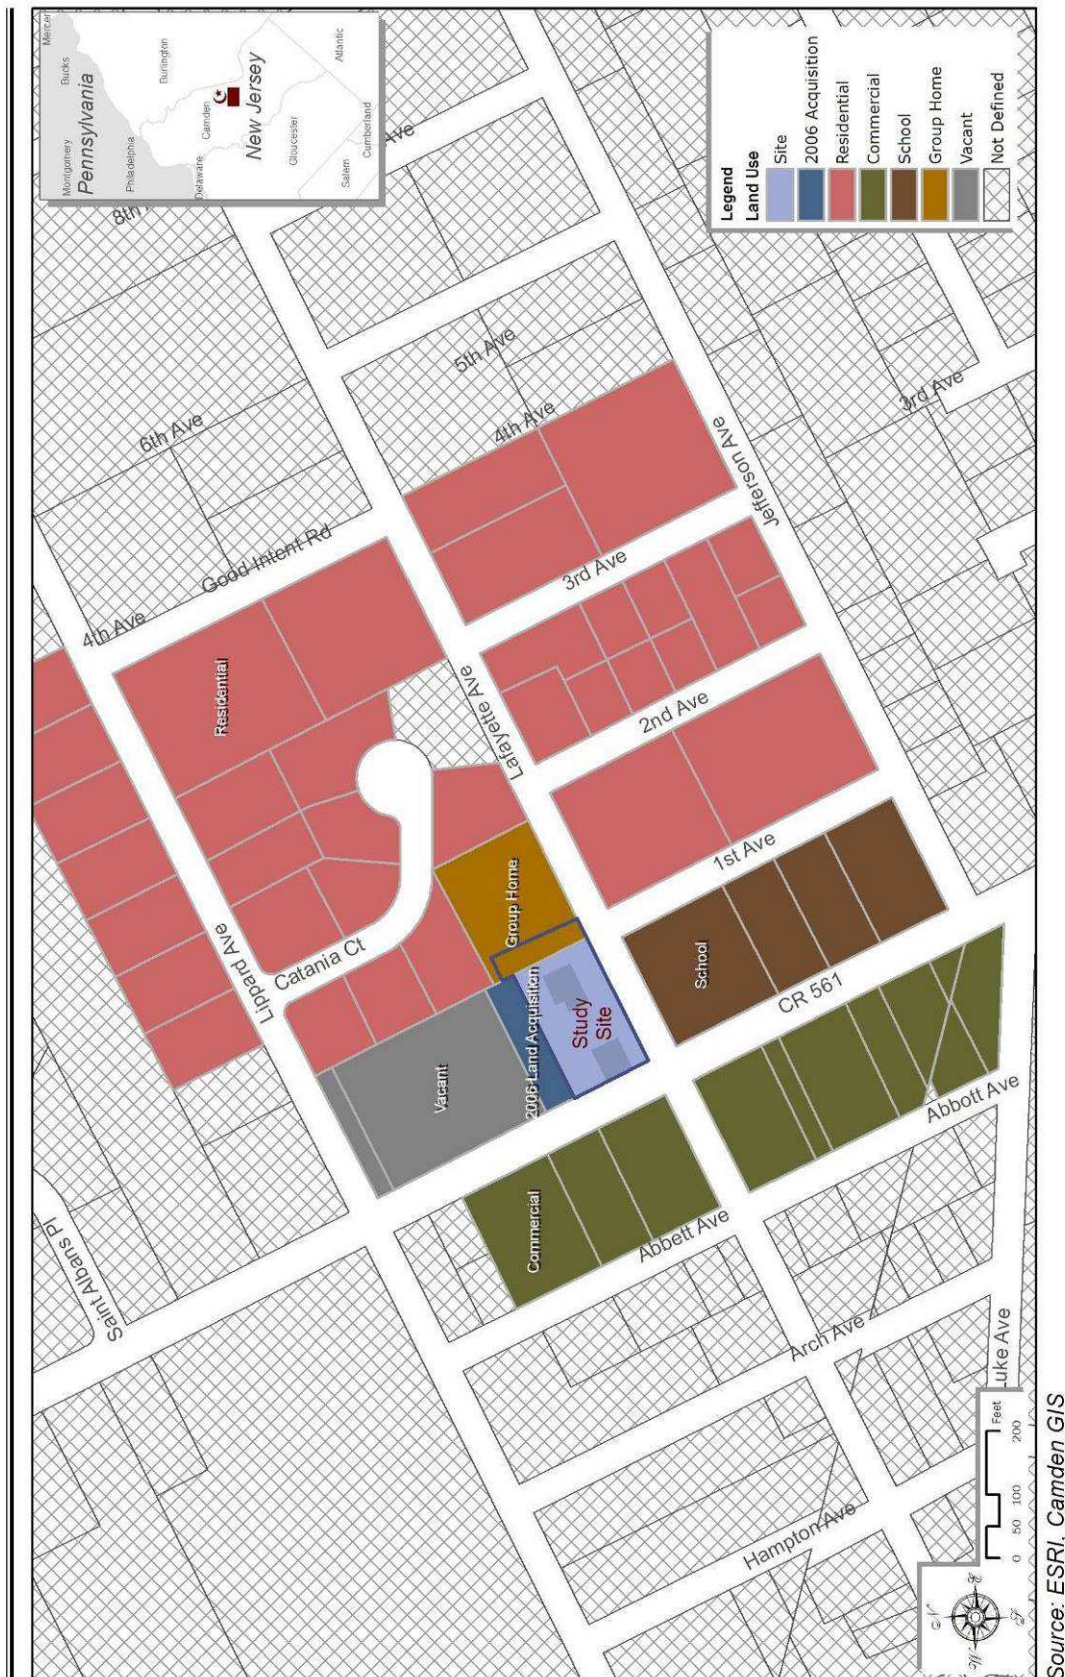 Mercer
Bucks
Montgomery
Pennsylvania
Philadelphia
Burlington
Delaware
Camden
New Jersey
Atlantic
Gloucester
Salem
Cumberland
8th
Ave
6th Ave
5th Ave
4th Ave
4th Ave
Good Intent Rd
3rd Ave
3rd Ave
Jefferson Ave
Residential
Lafayette Ave
2nd Ave
1st Ave
Lippard Ave
Catania Ct
Group Home
School
CR 561
Vacant
2006 Land Acquisition
Study
Site
Commercial
Abbett Ave
Abbott Ave
Saint Albans Pl
Arch Ave
Luke Ave
Hampton Ave
Legend
Land Use
Site
2006 Acquisition
Residential
Commercial
School
Group Home
Vacant
Not Defined
N
0 50 100 200
Feet
Source: ESRI, Camden GIS